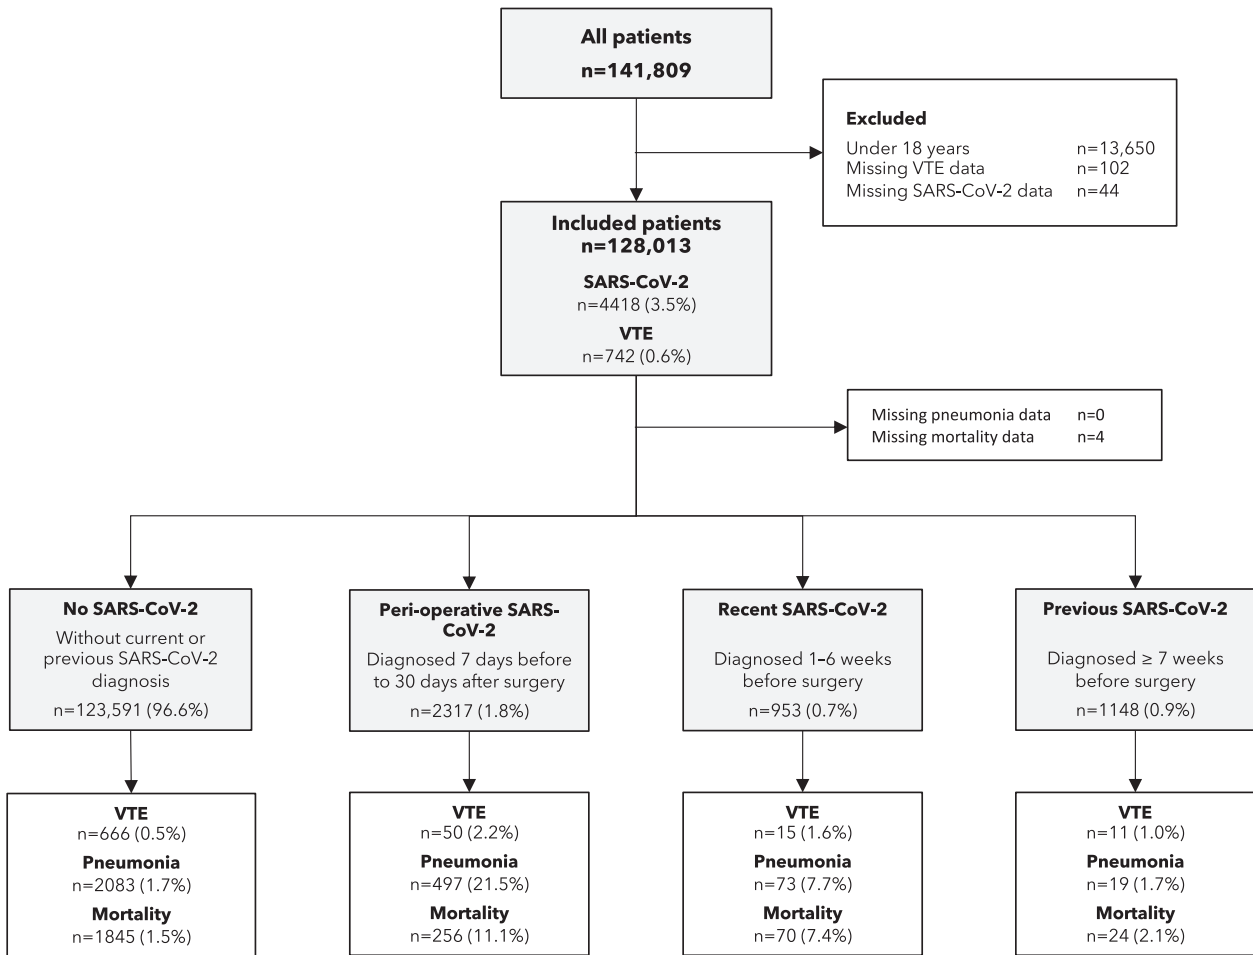 All patients
n=141,809
Excluded
Under 18 years n=13,650
Missing VTE data n=102
Missing SARS-CoV-2 data n=44
Included patients
n=128,013
SARS-CoV-2
n=4418 (3.5%)
VTE
n=742 (0.6%)
Missing pneumonia data n=0
Missing mortality data n=4
No SARS-CoV-2
Without current or
previous SARS-CoV-2
diagnosis
n=123,591 (96.6%)
Peri-operative SARS-
CoV-2
Diagnosed 7 days before
to 30 days after surgery
n=2317 (1.8%)
Recent SARS-CoV-2
Diagnosed 1–6 weeks
before surgery
n=953 (0.7%)
Previous SARS-CoV-2
Diagnosed ≥ 7 weeks
before surgery
n=1148 (0.9%)
VTE
n=666 (0.5%)
Pneumonia
n=2083 (1.7%)
Mortality
n=1845 (1.5%)
VTE
n=50 (2.2%)
Pneumonia
n=497 (21.5%)
Mortality
n=256 (11.1%)
VTE
n=15 (1.6%)
Pneumonia
n=73 (7.7%)
Mortality
n=70 (7.4%)
VTE
n=11 (1.0%)
Pneumonia
n=19 (1.7%)
Mortality
n=24 (2.1%)